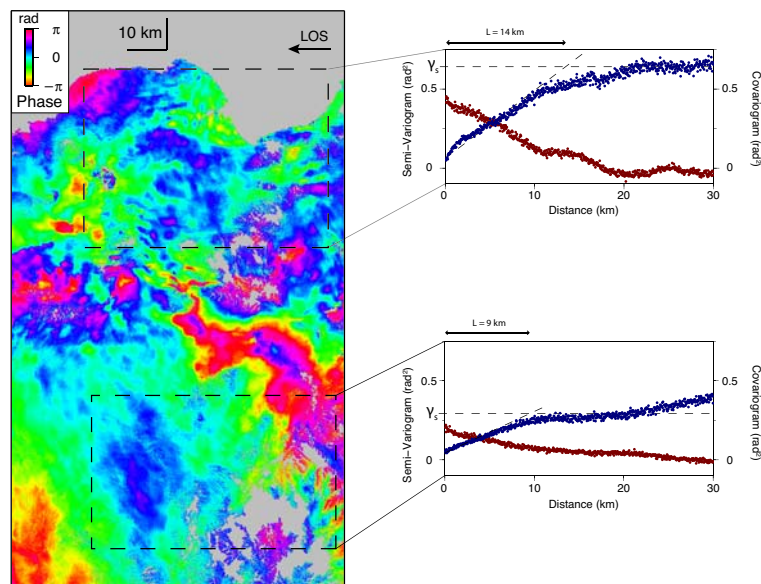 rad
π
0
−π
Phase
10 km
LOS
L = 14 km
γs
0.5
0
Semi−Variogram (rad²)
0.5
0
Covariogram (rad²)
0
10
20
30
Distance (km)
L = 9 km
γs
0.5
0
Semi−Variogram (rad²)
0.5
0
Covariogram (rad²)
0
10
20
30
Distance (km)